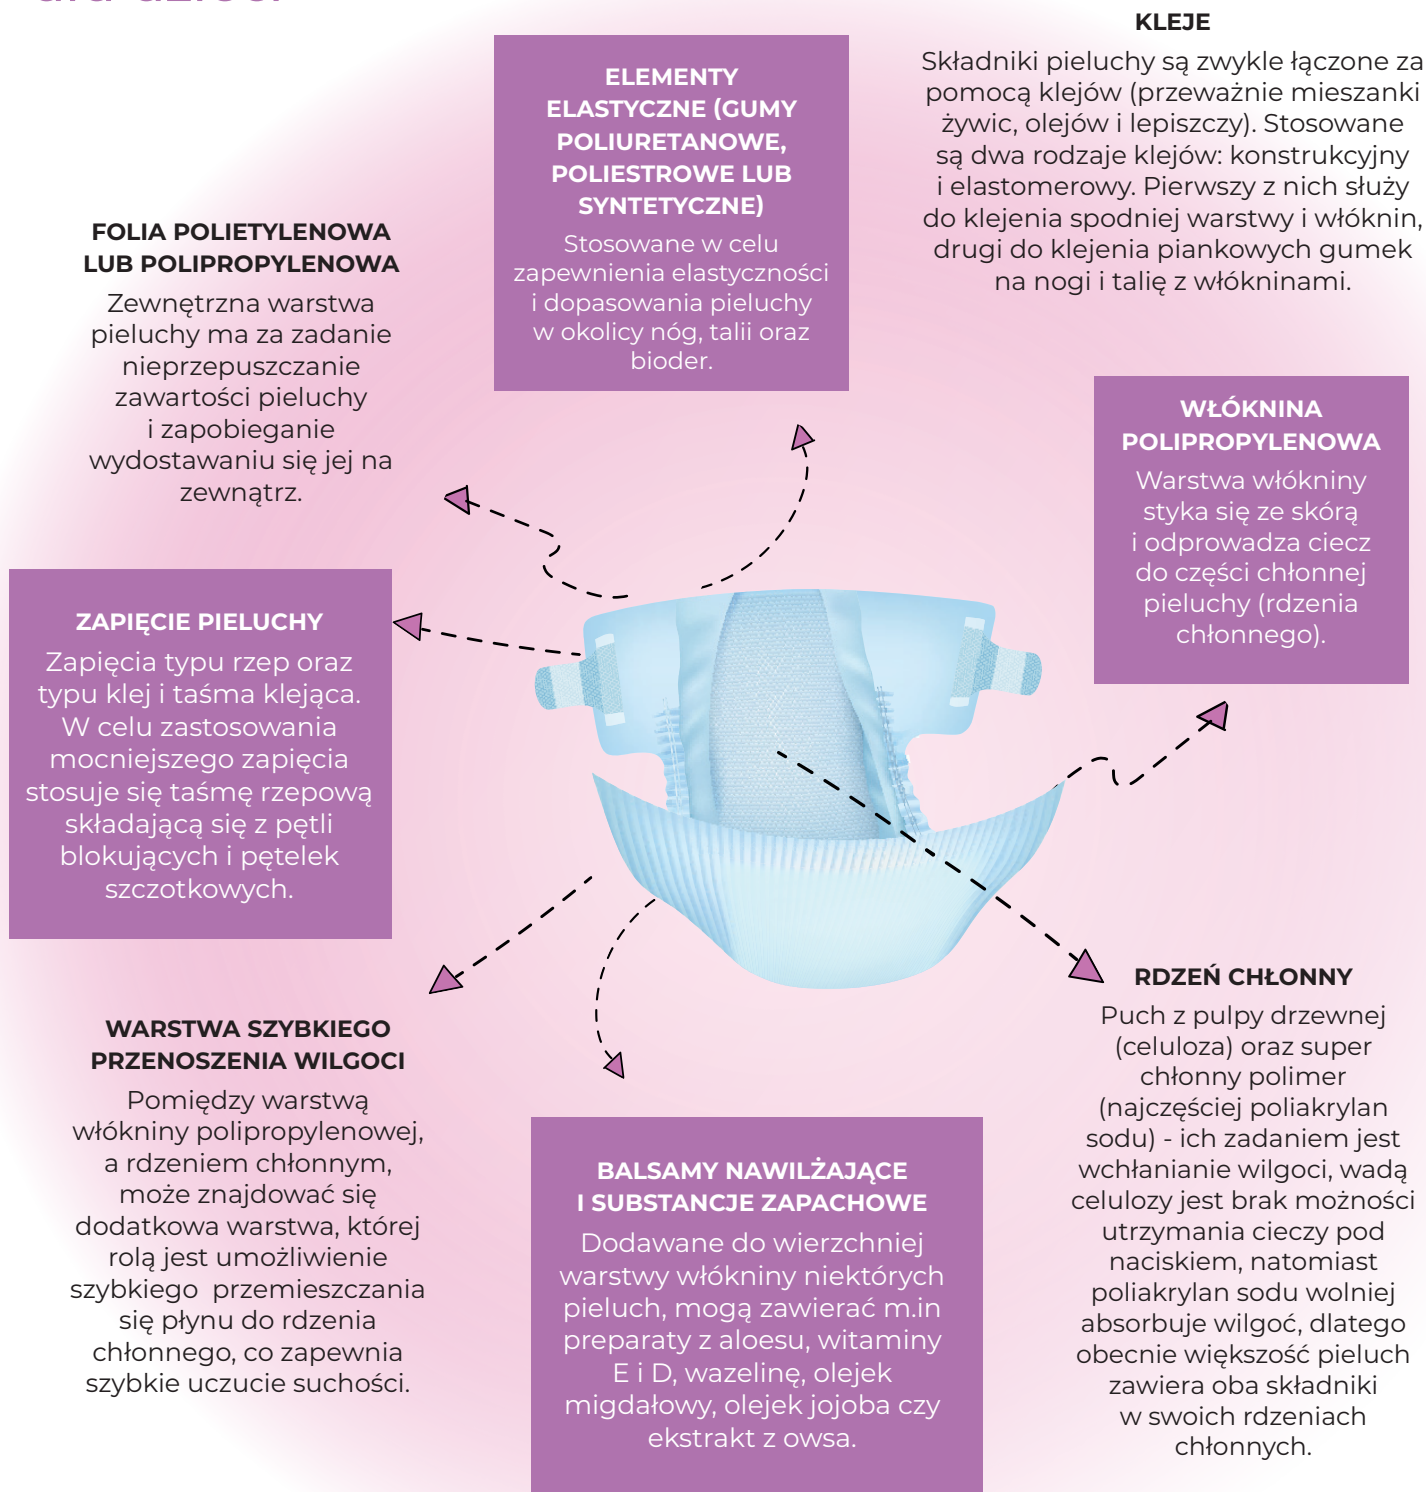 KLEJE
Składniki pieluchy są zwykle łączone za
pomocą klejów (przeważnie mieszanki
żywic, olejów i lepiszczy). Stosowane
są dwa rodzaje klejów: konstrukcyjny
i elastomerowy. Pierwszy z nich służy
do klejenia spodniej warstwy i włóknin,
drugi do klejenia piankowych gumek
na nogi i talię z włókninami.
ELEMENTY
ELASTYCZNE (GUMY
POLIURETANOWE,
POLIESTROWE LUB
SYNTETYCZNE)
Stosowane w celu
zapewnienia elastyczności
i dopasowania pieluchy
w okolicy nóg, talii oraz
bioder.
FOLIA POLIETYLENOWA
LUB POLIPROPYLENOWA
Zewnętrzna warstwa
pieluchy ma za zadanie
nieprzepuszczanie
zawartości pieluchy
i zapobieganie
wydostawaniu się jej na
zewnątrz.
WŁÓKNINA
POLIPROPYLENOWA
Warstwa włókniny
styka się ze skórą
i odprowadza ciecz
do części chłonnej
pieluchy (rdzenia
chłonnego).
ZAPIĘCIE PIELUCHY
Zapięcia typu rzep oraz
typu klej i taśma klejąca.
W celu zastosowania
mocniejszego zapięcia
stosuje się taśmę rzepową
składającą się z pętli
blokujących i pętelek
szczotkowych.
WARSTWA SZYBKIEGO
PRZENOSZENIA WILGOCI
Pomiędzy warstwą
włókniny polipropylenowej,
a rdzeniem chłonnym,
może znajdować się
dodatkowa warstwa, której
rolą jest umożliwienie
szybkiego  przemieszczania
się płynu do rdzenia
chłonnego, co zapewnia
szybkie uczucie suchości.
BALSAMY NAWILŻAJĄCE
I SUBSTANCJE ZAPACHOWE
Dodawane do wierzchniej
warstwy włókniny niektórych
pieluch, mogą zawierać m.in
preparaty z aloesu, witaminy
E i D, wazelinę, olejek
migdałowy, olejek jojoba czy
ekstrakt z owsa.
RDZEŃ CHŁONNY
Puch z pulpy drzewnej
(celuloza) oraz super
chłonny polimer
(najczęściej poliakrylan
sodu) - ich zadaniem jest
wchłanianie wilgoci, wadą
celulozy jest brak możności
utrzymania cieczy pod
naciskiem, natomiast
poliakrylan sodu wolniej
absorbuje wilgoć, dlatego
obecnie większość pieluch
zawiera oba składniki
w swoich rdzeniach
chłonnych.